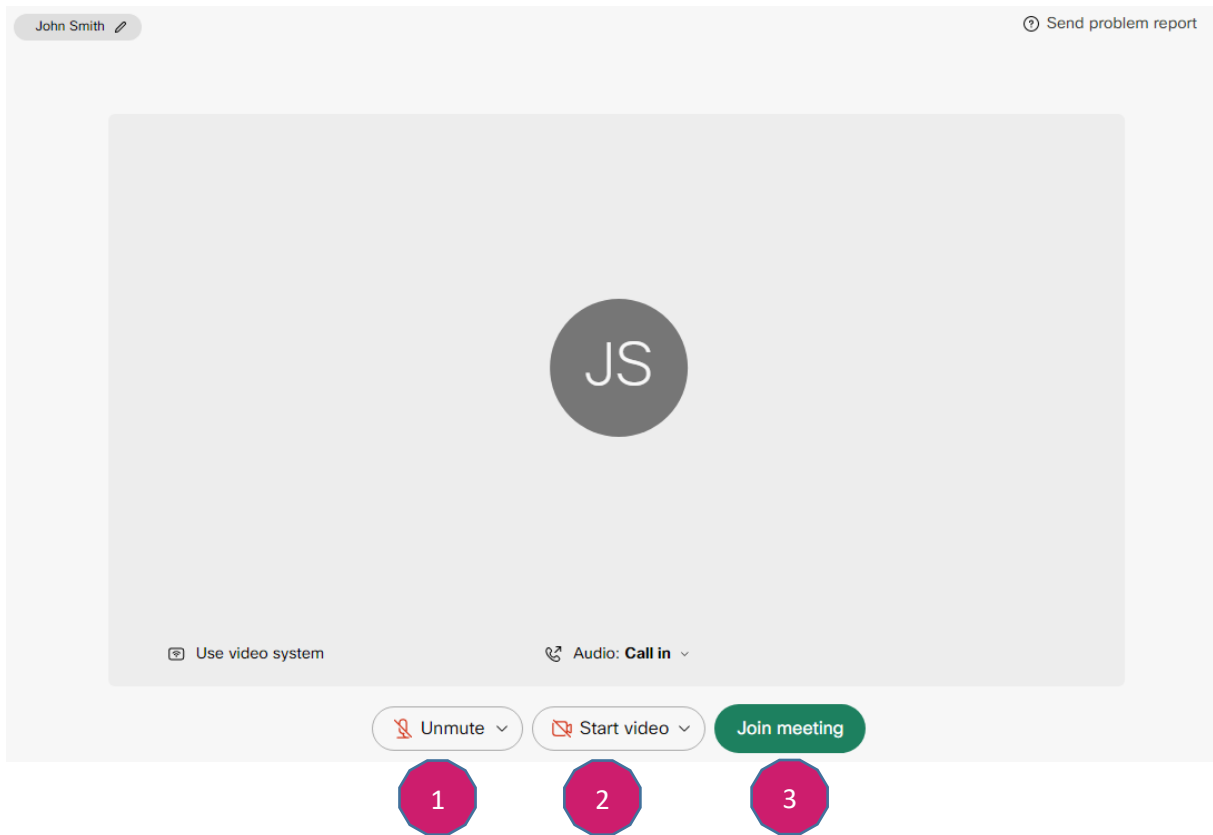 John Smith
Send problem report
JS
Use video system
Audio: Call in
Unmute
Start video
Join meeting
1
2
3